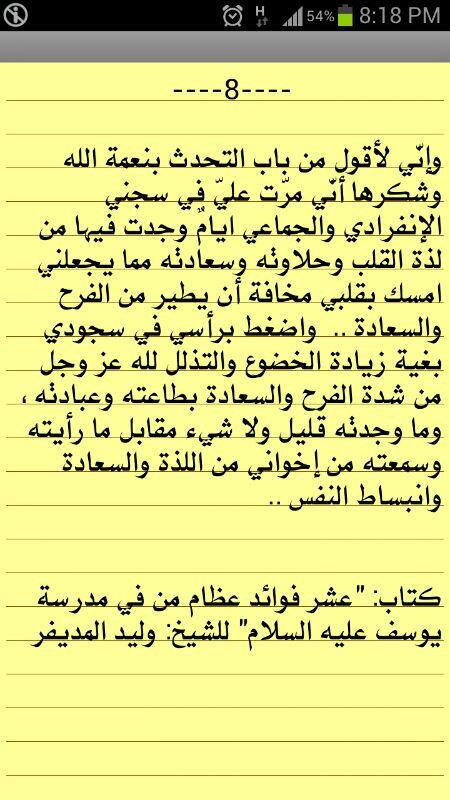 H 54% 8:18 PM
----8----
وإنّي لأقول من باب التحدث بنعمة الله
وشكرها أنّي مرّت عليّ في سجني
الإنفرادي والجماعي ايامٌ وجدت فيها من
لذة القلب وحلاوته وسعادته مما يجعلني
امسك بقلبي مخافة أن يطير من الفرح
والسعادة .. واضغط برأسي في سجودي
بغية زيادة الخضوع والتذلل لله عز وجل
من شدة الفرح والسعادة بطاعته وعبادته ،
وما وجدته قليل ولا شيء مقابل ما رأيته
وسمعته من إخواني من اللذة والسعادة
وانبساط النفس ..
كتاب: "عشر فوائد عظام من في مدرسة
يوسف عليه السلام" للشيخ: وليد المديفر